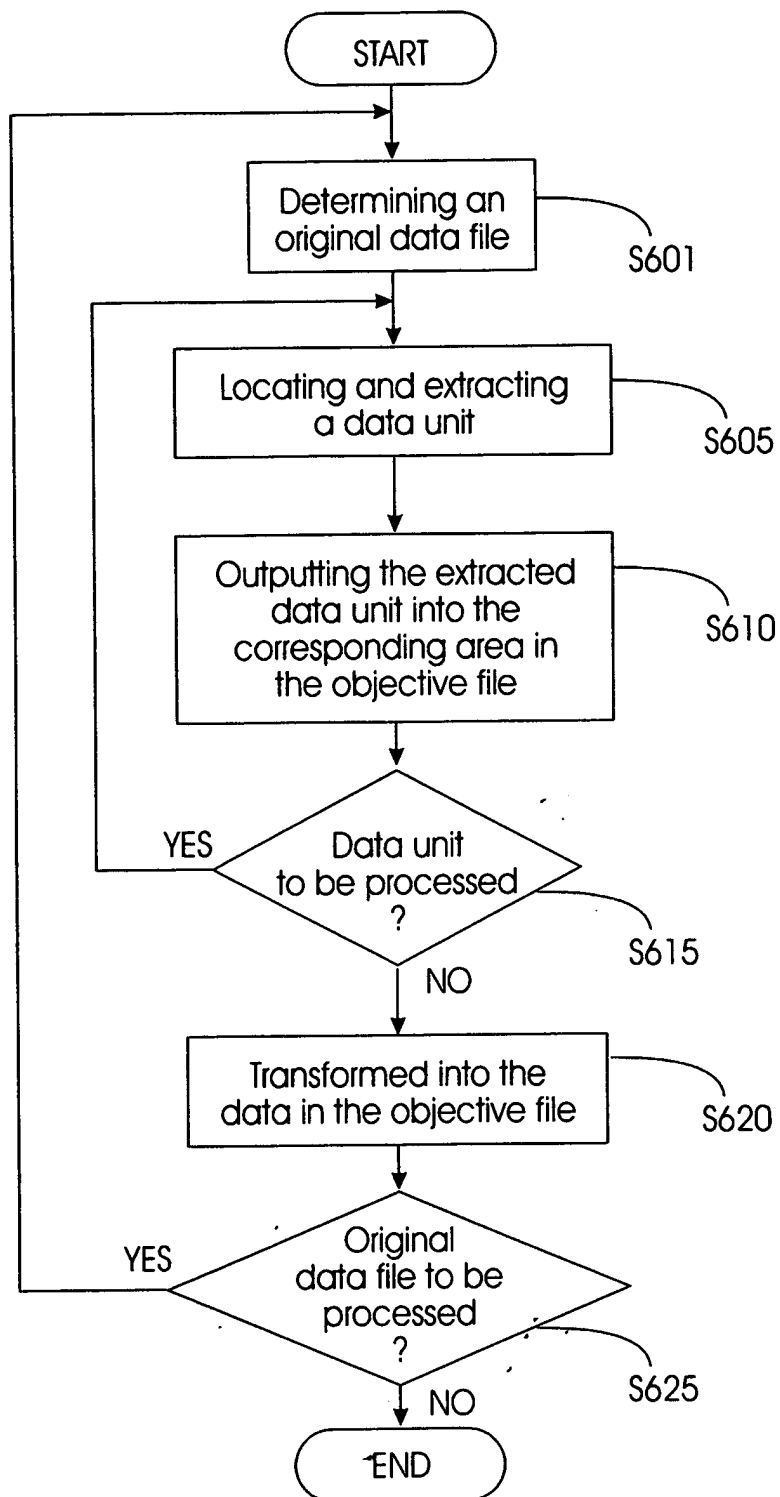 START
Determining an
original data file
S601
Locating and extracting
a data unit
S605
Outputting the extracted
data unit into the
corresponding area in
the objective file
S610
YES
Data unit
to be processed
?
S615
NO
Transformed into the
data in the objective file
S620
YES
Original
data file to be
processed
?
S625
NO
END